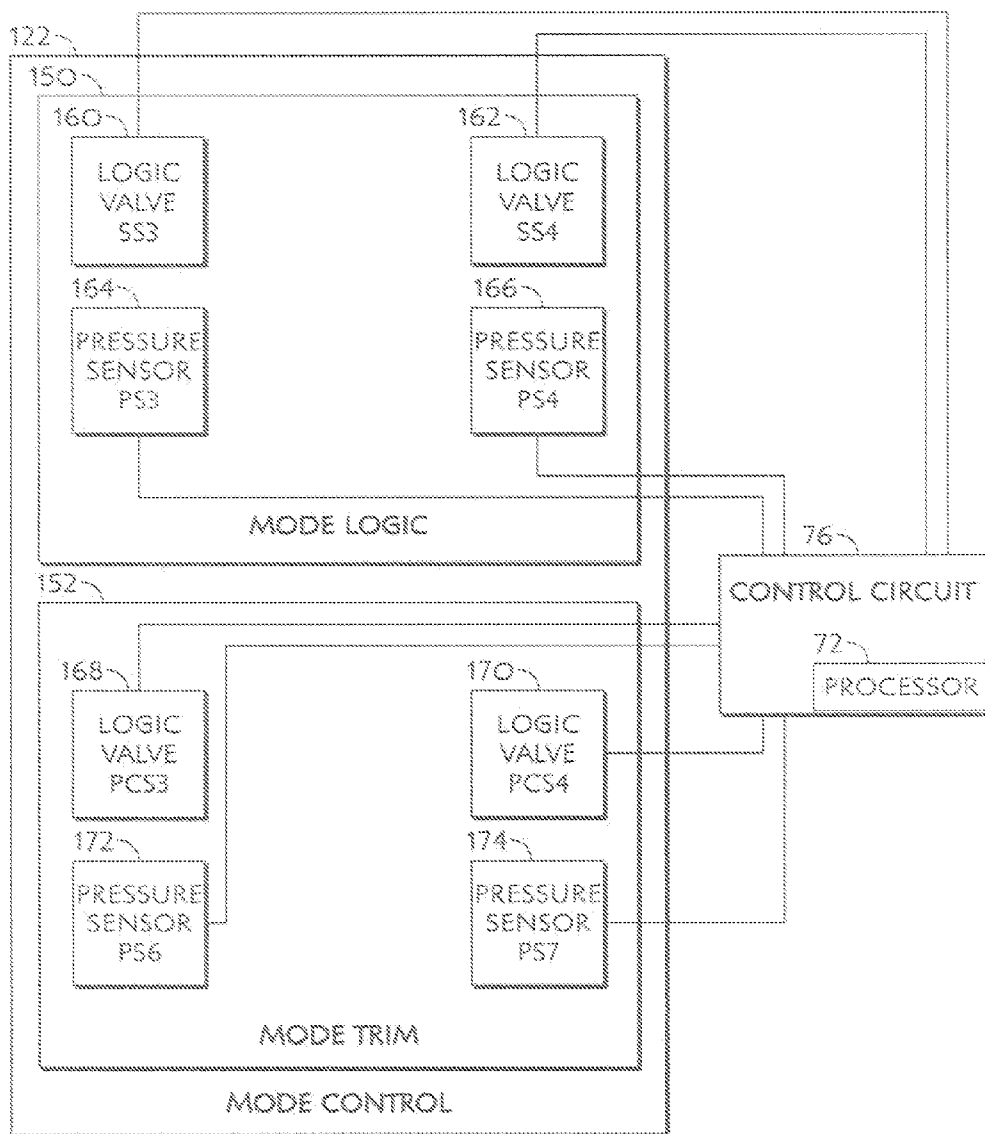 122
150
160
LOGIC
VALVE
SS3
162
LOGIC
VALVE
SS4
164
PRESSURE
SENSOR
PS3
166
PRESSURE
SENSOR
PS4
MODE LOGIC
76
CONTROL CIRCUIT
72
PROCESSOR
152
168
LOGIC
VALVE
PCS3
170
LOGIC
VALVE
PCS4
172
PRESSURE
SENSOR
PS6
174
PRESSURE
SENSOR
PS7
MODE TRIM
MODE CONTROL